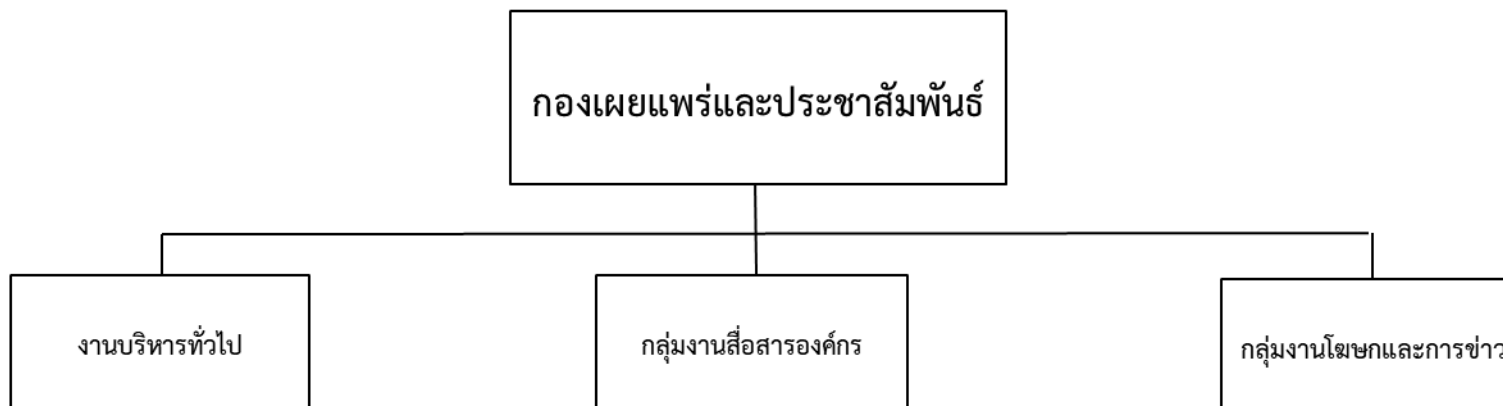 กองเผยแพร่และประชาสัมพันธ์
งานบริหารทั่วไป
กลุ่มงานสื่อสารองค์กร
กลุ่มงานโฆษกและการข่าว